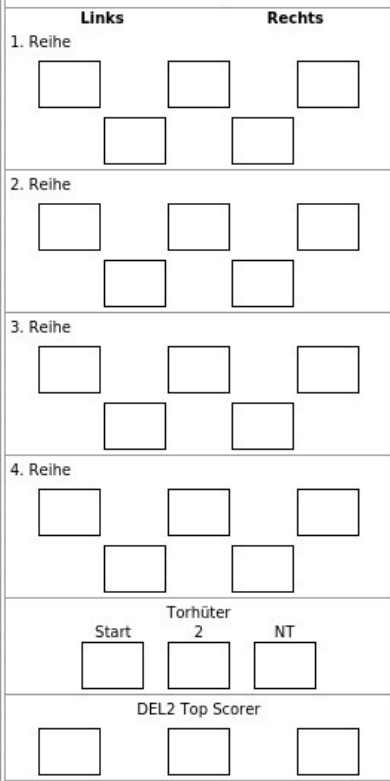 Links Rechts
1. Reihe
2. Reihe
3. Reihe
4. Reihe
Torhüter
Start 2 NT
DEL2 Top Scorer